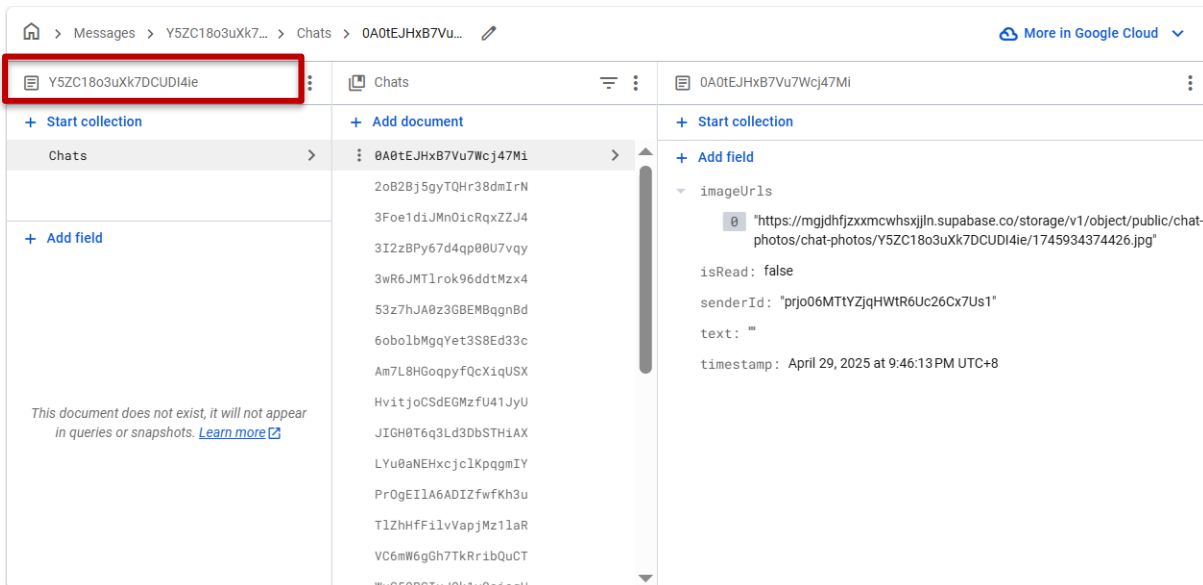 Messages > Y5ZC18o3uXk7... > Chats > 0A0tEJHxB7Vu...
More in Google Cloud
Y5ZC18o3uXk7DCUDI4ie
Start collection
Chats
Add field
This document does not exist, it will not appear
in queries or snapshots. Learn more
Chats
Add document
0A0tEJHxB7Vu7Wcj47Mi
2oB2Bj5gyTQHr38dmIrN
3Foe1diJMnOicRqxZZJ4
3I2zBPy67d4qp00U7vqy
3wR6JMTlrok96ddtMzx4
53z7hJA0z3GBEMBqgnBd
6obolbMgqYet3S8Ed33c
Am7L8HGoqpyfQcXiqUSX
HvitjoCSdEGMzfU41JyU
JIGH0T6q3Ld3DbSTHiAX
LYu0aNEHxcjclKpqgmIY
PrOgEIlA6ADIZfwfKh3u
TlZhHfFilvVapjMz1laR
VC6mW6gGh7TkRribQuCT
0A0tEJHxB7Vu7Wcj47Mi
Start collection
Add field
imageUrls
0 "https://mgjdhfjzxxmcwhsxjjln.supabase.co/storage/v1/object/public/chat-
photos/chat-photos/Y5ZC18o3uXk7DCUDI4ie/1745934374426.jpg"
isRead: false
senderId: "prjo06MTtYZjqHWtR6Uc26Cx7Us1"
text: ""
timestamp: April 29, 2025 at 9:46:13 PM UTC+8